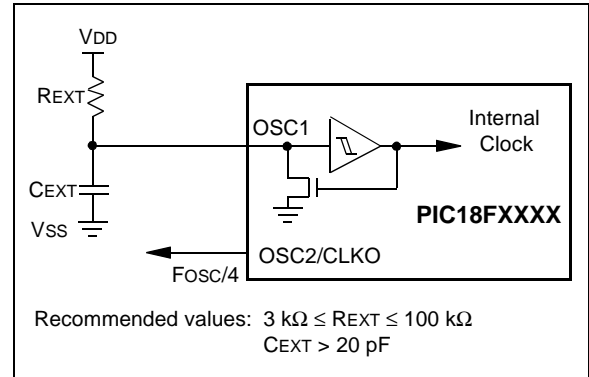 VDD
REXT
OSC1
Internal
Clock
CEXT
PIC18FXXXX
VSS
OSC2/CLKO
FOSC/4
Recommended values: 3 kΩ ≤ REXT ≤ 100 kΩ
CEXT > 20 pF